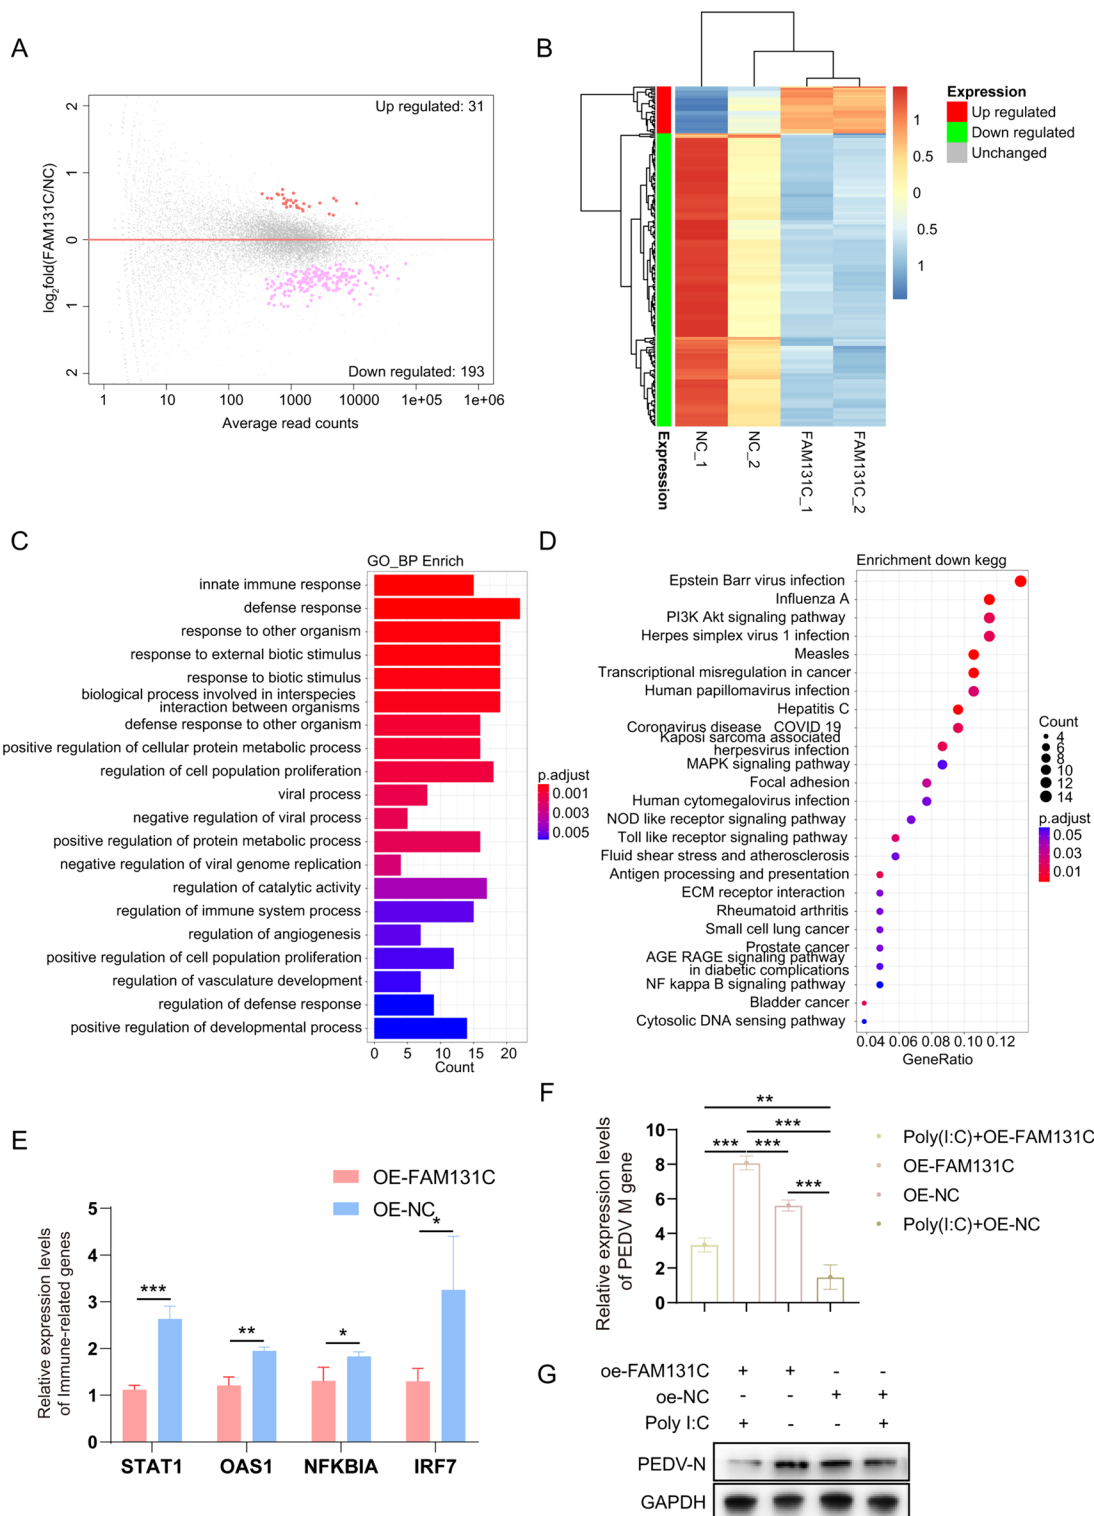 A
Up regulated: 31
Down regulated: 193
log2fold(FAM131C/NC)
2
1
0
1
2
1 10 100 1000 10000 1e+05 1e+06
Average read counts
B
1
0.5
0
0.5
1
Expression
Up regulated
Down regulated
Unchanged
Expression
NC_1
NC_2
FAM131C_1
FAM131C_2
C
GO_BP Enrich
innate immune response
defense response
response to other organism
response to external biotic stimulus
response to biotic stimulus
biological process involved in interspecies
interaction between organisms
defense response to other organism
positive regulation of cellular protein metabolic process
regulation of cell population proliferation
viral process
negative regulation of viral process
positive regulation of protein metabolic process
negative regulation of viral genome replication
regulation of catalytic activity
regulation of immune system process
regulation of angiogenesis
positive regulation of cell population proliferation
regulation of vasculature development
regulation of defense response
positive regulation of developmental process
0 5 10 15 20
Count
p.adjust
0.001
0.003
0.005
D
Enrichment down kegg
Epstein Barr virus infection
Influenza A
PI3K Akt signaling pathway
Herpes simplex virus 1 infection
Measles
Transcriptional misregulation in cancer
Human papillomavirus infection
Hepatitis C
Coronavirus disease COVID 19
Kaposi sarcoma associated
herpesvirus infection
MAPK signaling pathway
Focal adhesion
Human cytomegalovirus infection
NOD like receptor signaling pathway
Toll like receptor signaling pathway
Fluid shear stress and atherosclerosis
Antigen processing and presentation
ECM receptor interaction
Rheumatoid arthritis
Small cell lung cancer
Prostate cancer
AGE RAGE signaling pathway
in diabetic complications
NF kappa B signaling pathway
Bladder cancer
Cytosolic DNA sensing pathway
0.04 0.06 0.08 0.10 0.12
GeneRatio
Count
4
6
8
10
12
14
p.adjust
0.05
0.03
0.01
E
OE-FAM131C
OE-NC
Relative expression levels
of Immune-related genes
5
4
3
2
1
0
***
**
*
*
STAT1 OAS1 NFKBIA IRF7
F
Relative expression levels
of PEDV M gene
10
8
6
4
2
0
**
***
*** ***
***
Poly(I:C)+OE-FAM131C
OE-FAM131C
OE-NC
Poly(I:C)+OE-NC
G
oe-FAM131C + + - -
oe-NC - - + +
Poly I:C + - - +
PEDV-N
GAPDH